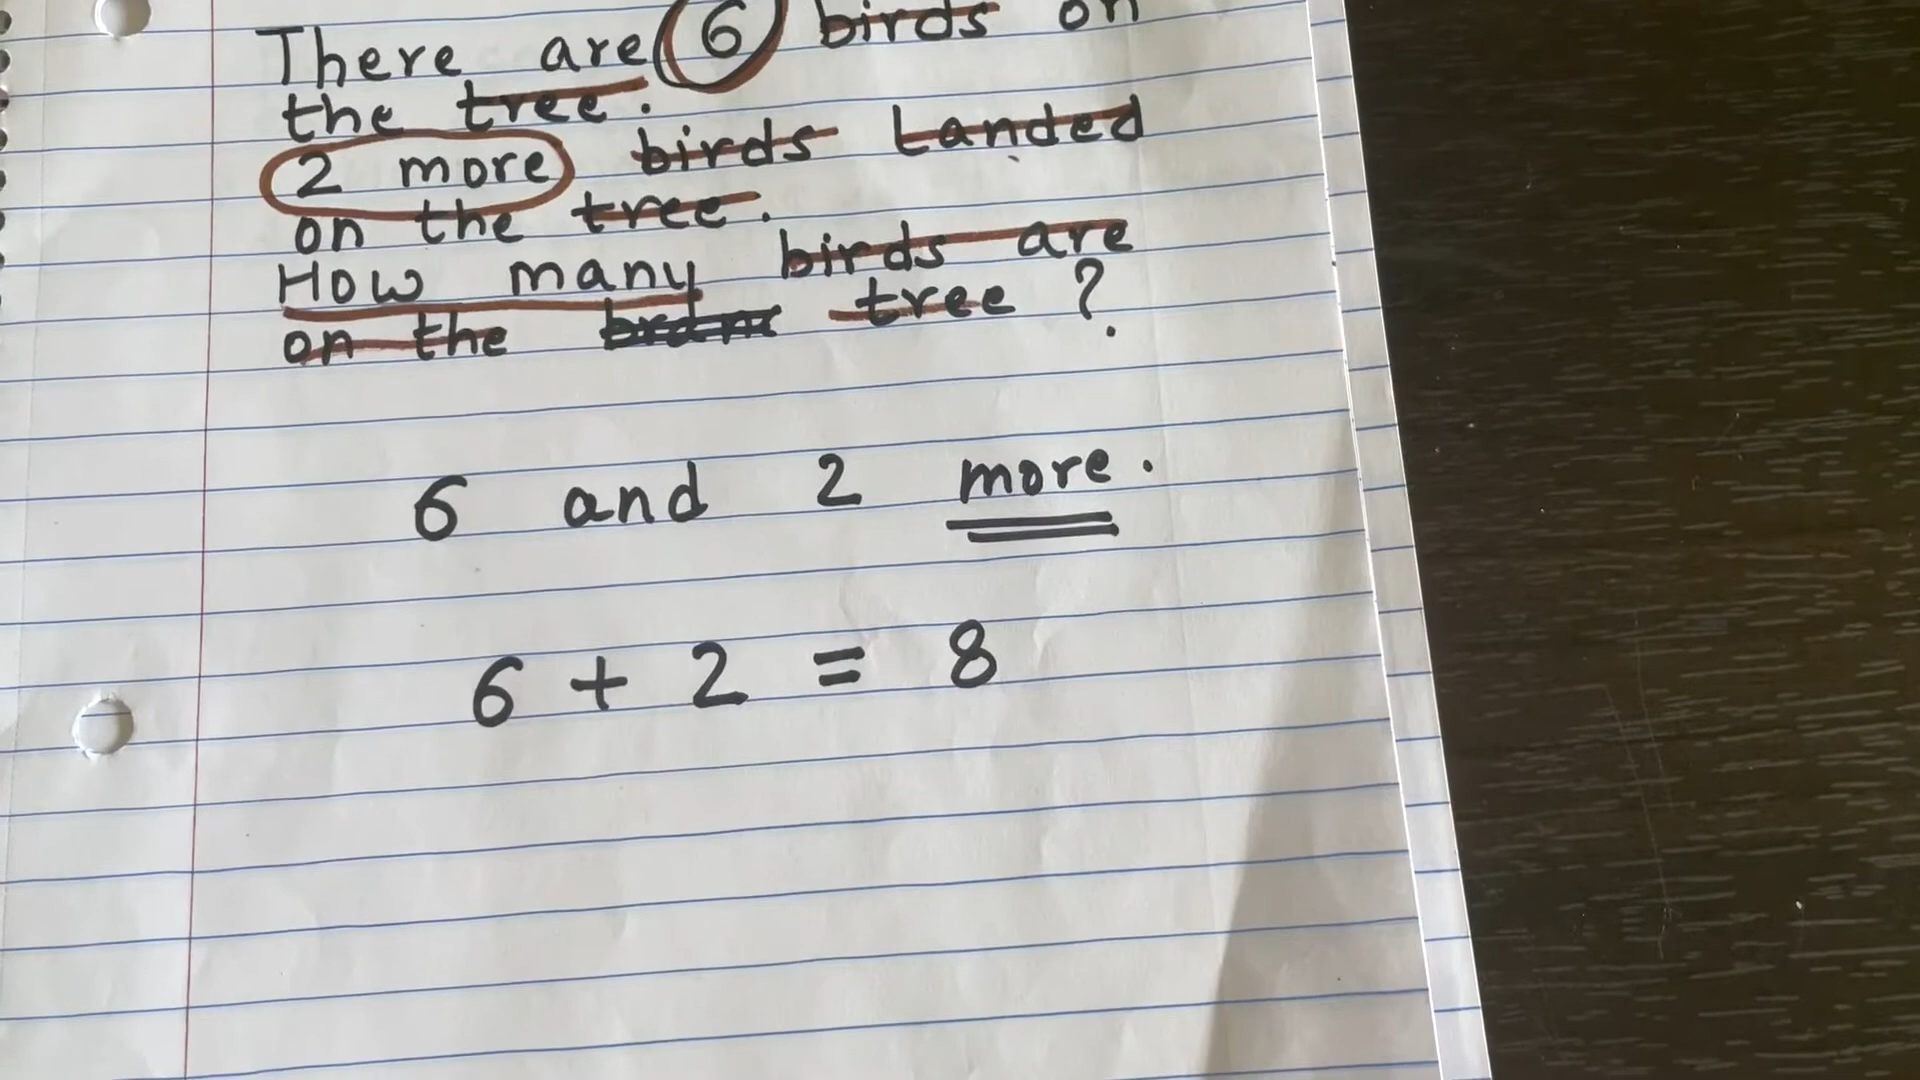 There are 6 birds on
the tree.
2 more birds Landed
on the tree.
How many birds are
on the tree?
6 and 2 more.
6 + 2 = 8